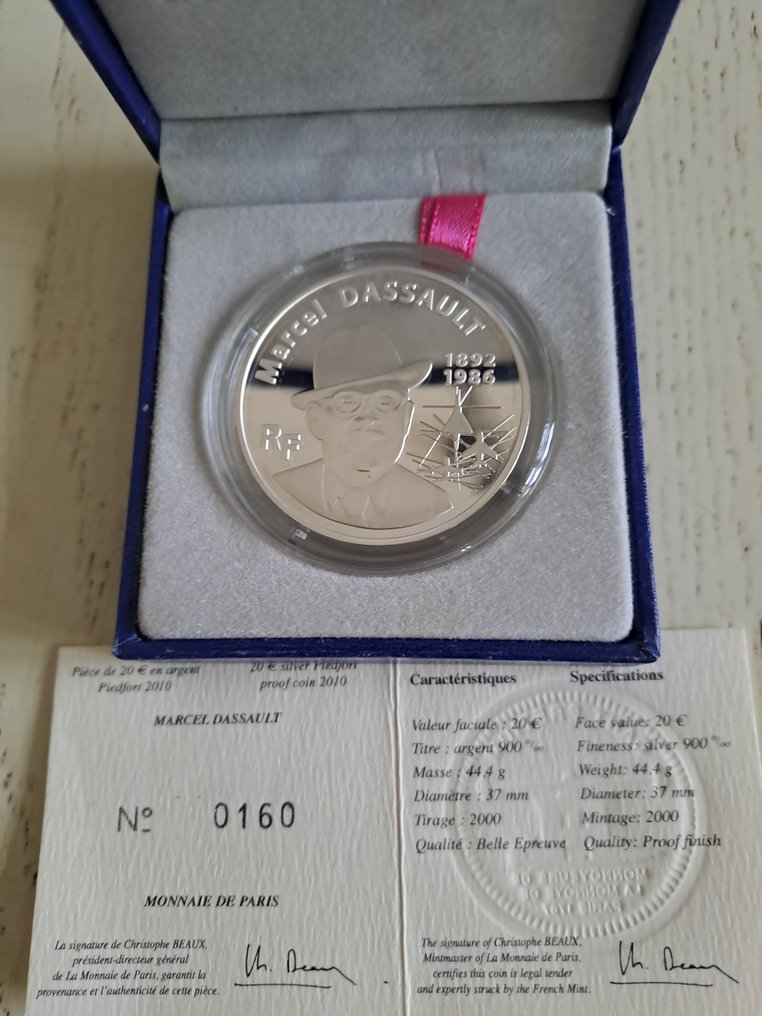 Marcel DASSAULT
1892
1986
RF
Pièce de 20 € en argent
Piedfort 2010
20 € silver Piedfort
proof coin 2010
MARCEL DASSAULT
Nº 0160
MONNAIE DE PARIS
La signature de Christophe BEAUX,
président-directeur général
de La Monnaie de Paris, garantit la
provenance et l'authenticité de cette pièce.
Caractéristiques
Valeur faciale : 20 €
Titre : argent 900 °/₀₀
Masse : 44,4 g
Diamètre : 37 mm
Tirage : 2000
Qualité : Belle Epreuve
Specifications
Face value: 20 €
Fineness: silver 900 °/₀₀
Weight: 44,4 g
Diameter: 37 mm
Mintage: 2000
Quality: Proof finish
The signature of Christophe BEAUX,
Mintmaster of La Monnaie de Paris,
certifies this coin is legal tender
and expertly struck by the French Mint.